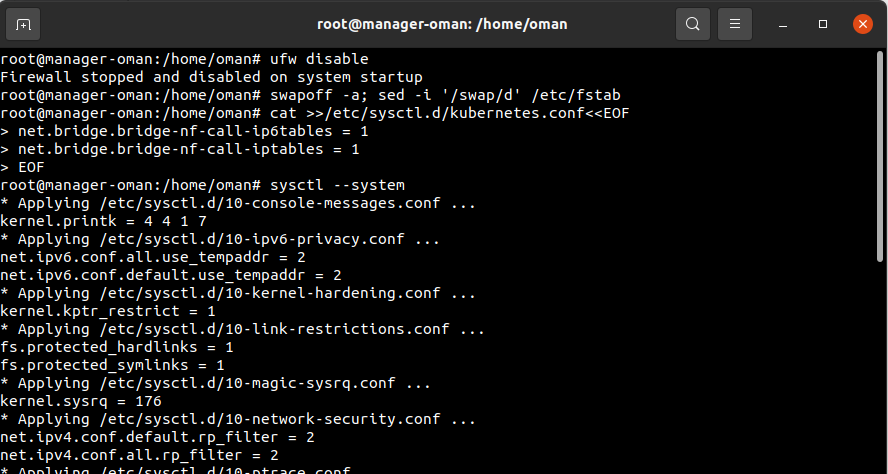 root@manager-oman: /home/oman
root@manager-oman:/home/oman# ufw disable
Firewall stopped and disabled on system startup
root@manager-oman:/home/oman# swapoff -a; sed -i '/swap/d' /etc/fstab
root@manager-oman:/home/oman# cat >>/etc/sysctl.d/kubernetes.conf<<EOF
> net.bridge.bridge-nf-call-ip6tables = 1
> net.bridge.bridge-nf-call-iptables = 1
> EOF
root@manager-oman:/home/oman# sysctl --system
* Applying /etc/sysctl.d/10-console-messages.conf ...
kernel.printk = 4 4 1 7
* Applying /etc/sysctl.d/10-ipv6-privacy.conf ...
net.ipv6.conf.all.use_tempaddr = 2
net.ipv6.conf.default.use_tempaddr = 2
* Applying /etc/sysctl.d/10-kernel-hardening.conf ...
kernel.kptr_restrict = 1
* Applying /etc/sysctl.d/10-link-restrictions.conf ...
fs.protected_hardlinks = 1
fs.protected_symlinks = 1
* Applying /etc/sysctl.d/10-magic-sysrq.conf ...
kernel.sysrq = 176
* Applying /etc/sysctl.d/10-network-security.conf ...
net.ipv4.conf.default.rp_filter = 2
net.ipv4.conf.all.rp_filter = 2
* Applying /etc/sysctl.d/10-ptrace.conf